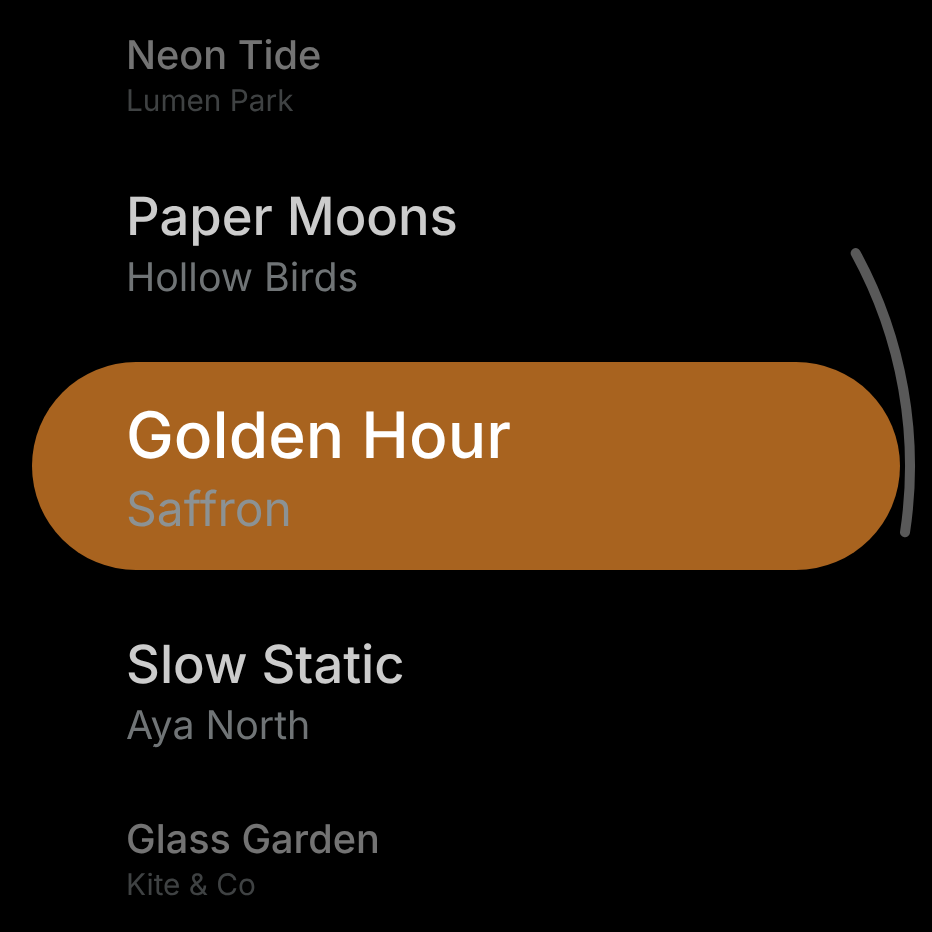 Neon Tide
Lumen Park
Paper Moons
Hollow Birds
Golden Hour
Saffron
Slow Static
Aya North
Glass Garden
Kite & Co